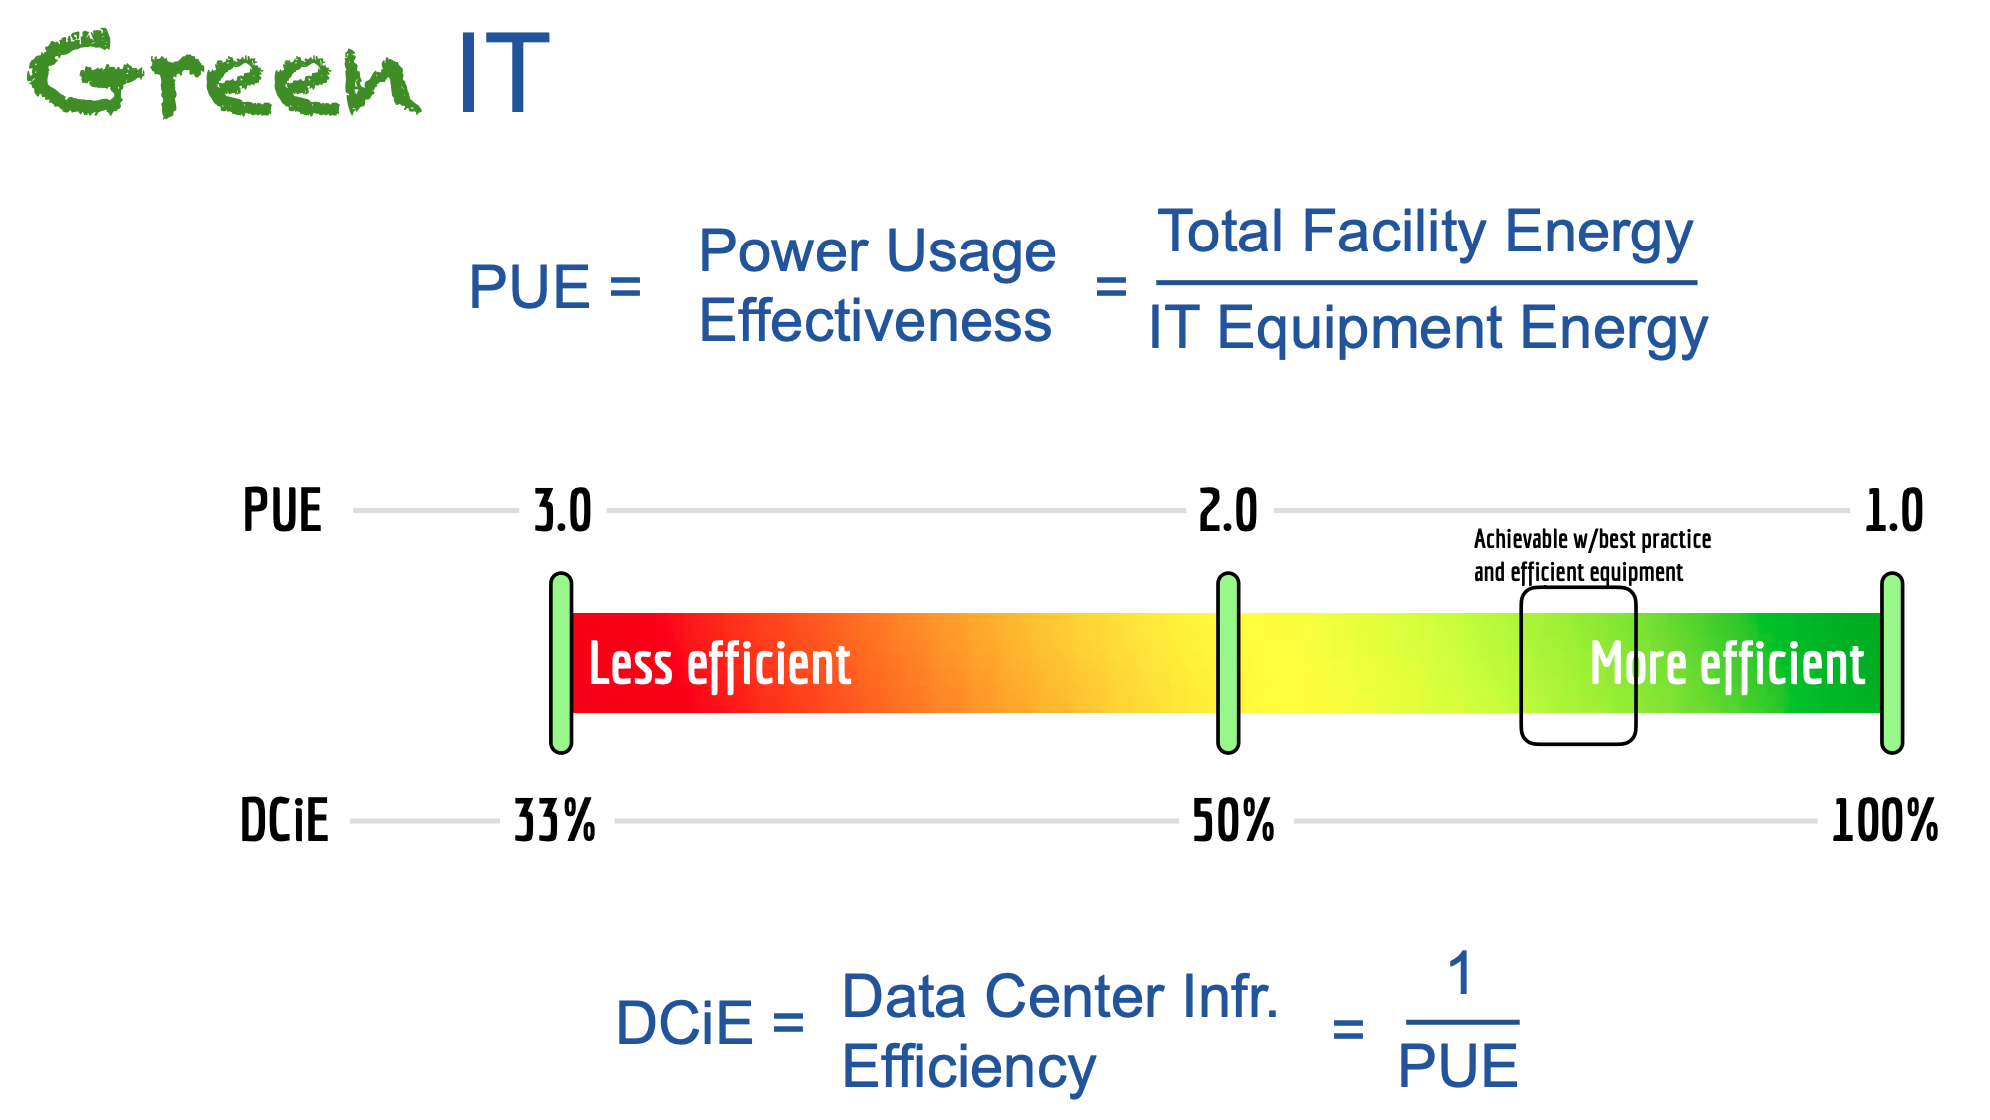 Green IT
PUE = Power Usage Effectiveness = Total Facility Energy / IT Equipment Energy
PUE 3.0 2.0 1.0
Achievable w/best practice
and efficient equipment
Less efficient More efficient
DCiE 33% 50% 100%
DCiE = Data Center Infr. Efficiency = 1 / PUE